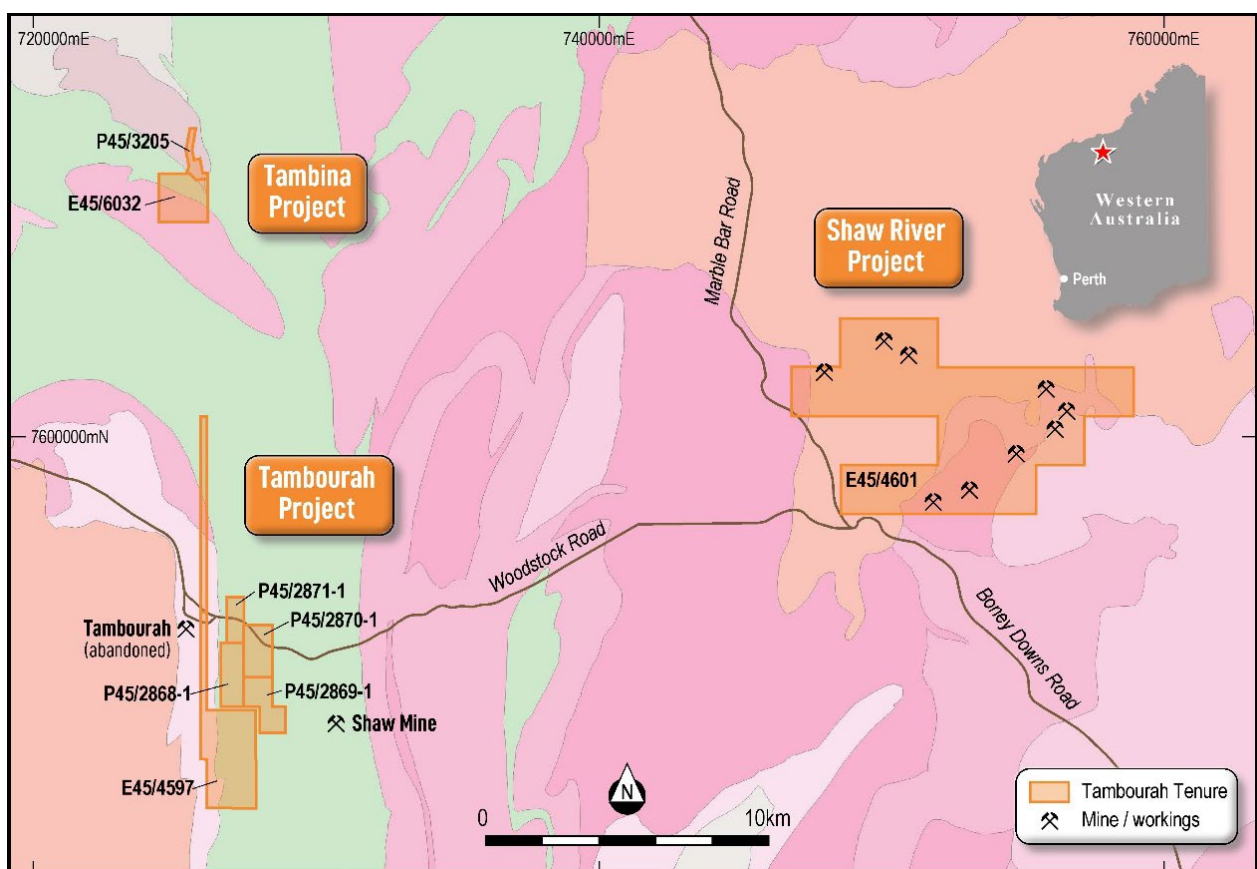 720000mE
740000mE
760000mE
P45/3205
E45/6032
Tambina
Project
Marble Bar Road
Shaw River
Project
Western
Australia
Perth
7600000mN
Tambourah
Project
E45/4601
Woodstock Road
P45/2871-1
P45/2870-1
Tambourah
(abandoned)
P45/2868-1
P45/2869-1
Shaw Mine
Boney Downs Road
E45/4597
N
0
10km
Tambourah Tenure
Mine / workings